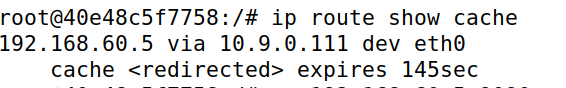 root@40e48c5f7758:/# ip route show cache
192.168.60.5 via 10.9.0.111 dev eth0
    cache <redirected> expires 145sec